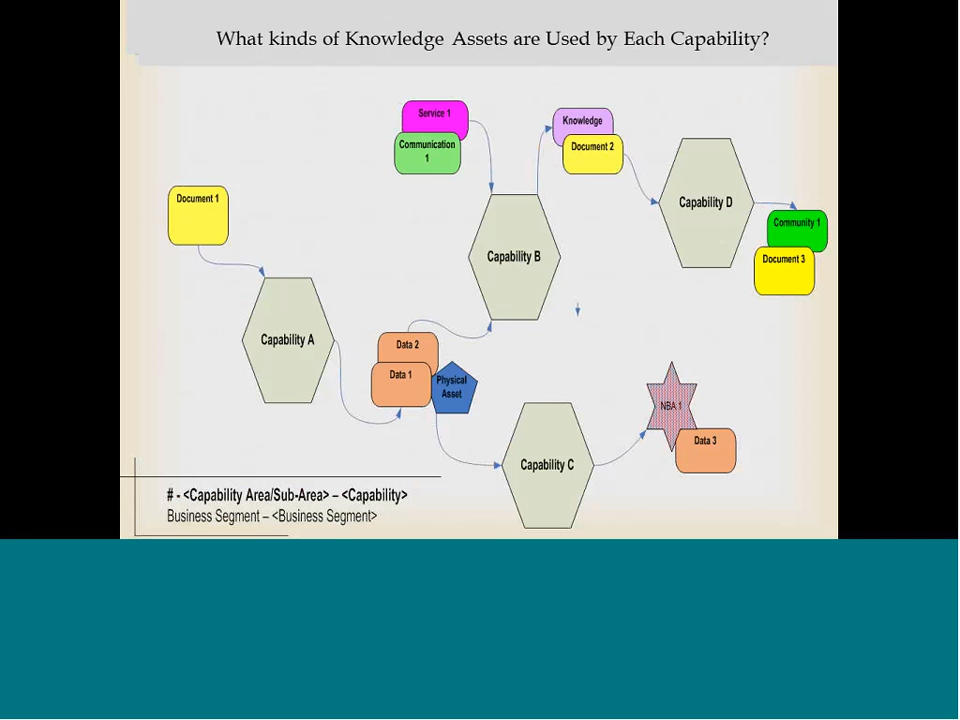 What kinds of Knowledge Assets are Used by Each Capability?
Service 1
Communication
1
Knowledge
Document 2
Document 1
Capability D
Community 1
Document 3
Capability B
Capability A
Data 2
Data 1
Physical
Asset
NBA 1
Data 3
Capability C
# - <Capability Area/Sub-Area> – <Capability>
Business Segment – <Business Segment>